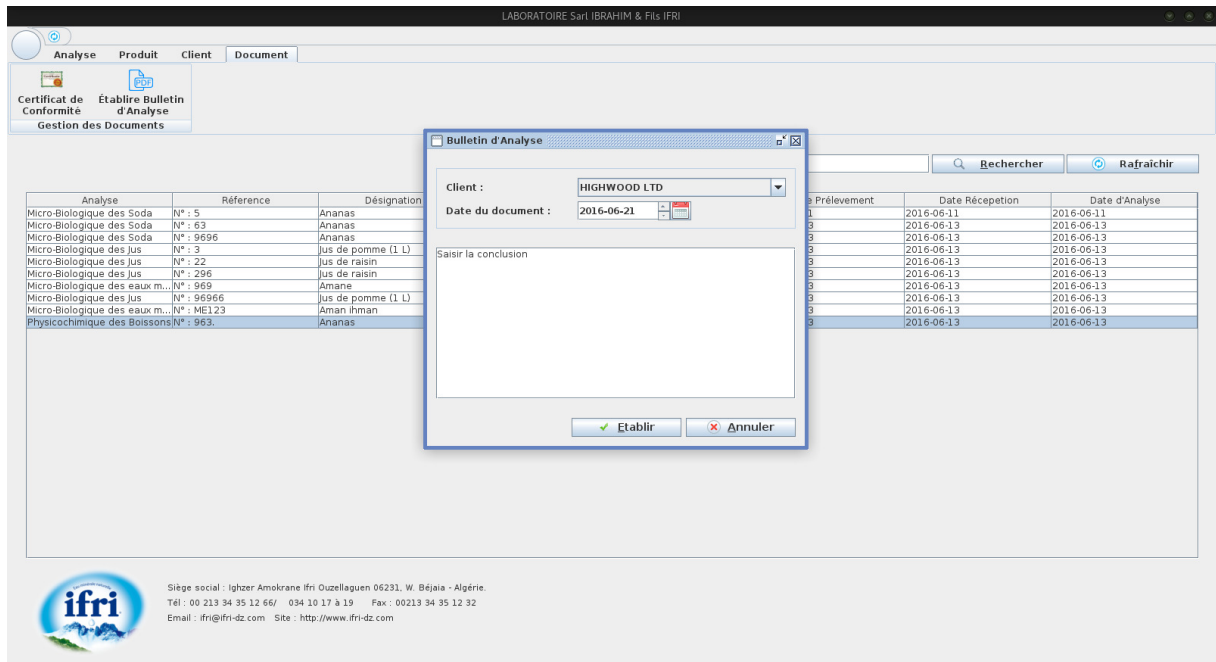 LABORATOIRE Sarl IBRAHIM & Fils IFRI
Analyse Produit Client Document
Certificat de Conformité
Établire Bulletin d'Analyse
Gestion des Documents
Rechercher Rafraîchir
Analyse Réference Désignation Prélevement Date Récepetion Date d'Analyse
Micro-Biologique des Soda N° : 5 Ananas 2016-06-11 2016-06-11
Micro-Biologique des Soda N° : 63 Ananas 2016-06-13 2016-06-13
Micro-Biologique des Soda N° : 9696 Ananas 2016-06-13 2016-06-13
Micro-Biologique des Jus N° : 3 Jus de pomme (1 L) 2016-06-13 2016-06-13
Micro-Biologique des Jus N° : 22 Jus de raisin 2016-06-13 2016-06-13
Micro-Biologique des Jus N° : 296 Jus de raisin 2016-06-13 2016-06-13
Micro-Biologique des eaux m... N° : 969 Amane 2016-06-13 2016-06-13
Micro-Biologique des Jus N° : 96966 Jus de pomme (1 L) 2016-06-13 2016-06-13
Micro-Biologique des eaux m... N° : ME123 Aman ihman 2016-06-13 2016-06-13
Physicochimique des Boissons N° : 963. Ananas 2016-06-13 2016-06-13
Bulletin d'Analyse
Client : HIGHWOOD LTD
Date du document : 2016-06-21
Saisir la conclusion
Etablir Annuler
ifri
Siège social : Ighzer Amokrane Ifri Ouzellaguen 06231, W. Béjaia - Algérie.
Tél : 00 213 34 35 12 66/ 034 10 17 à 19 Fax : 00213 34 35 12 32
Email : ifri@ifri-dz.com Site : http://www.ifri-dz.com